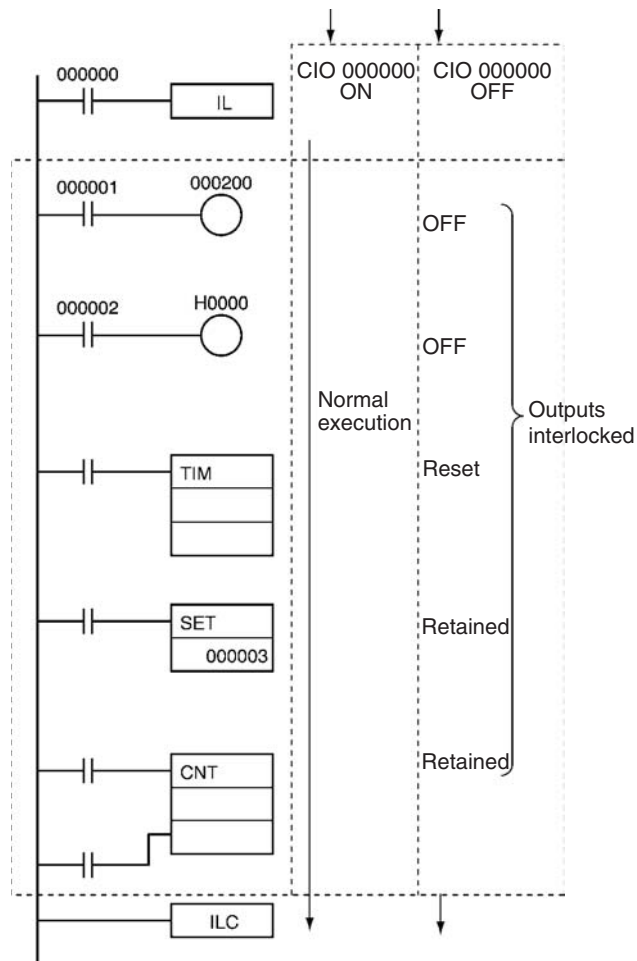 000000
IL
CIO 000000
ON
CIO 000000
OFF
000001
000200
OFF
000002
H0000
OFF
Normal
execution
Outputs
interlocked
TIM
Reset
SET
000003
Retained
CNT
Retained
ILC